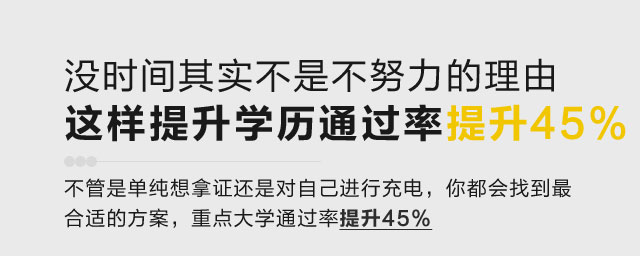 没时间其实不是不努力的理由
这样提升学历通过率提升45%
不管是单纯想拿证还是对自己进行充电，你都会找到最
合适的方案，重点大学通过率提升45%